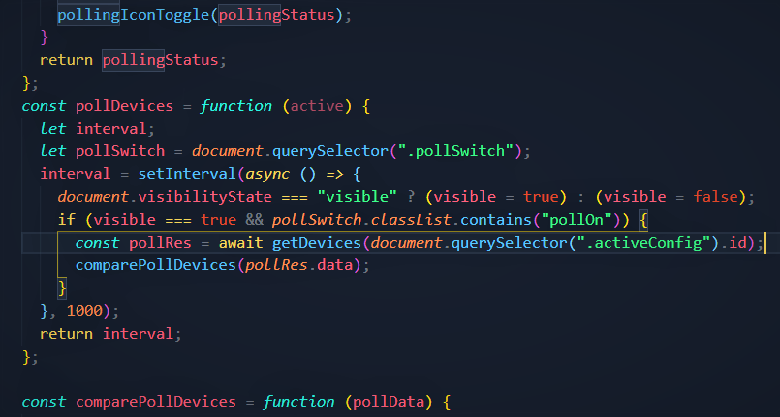 pollingIconToggle(pollingStatus);
}
return pollingStatus;
};
const pollDevices = function (active) {
let interval;
let pollSwitch = document.querySelector(".pollSwitch");
interval = setInterval(async () => {
document.visibilityState === "visible" ? (visible = true) : (visible = false);
if (visible === true && pollSwitch.classList.contains("pollOn")) {
const pollRes = await getDevices(document.querySelector(".activeConfig").id);
comparePollDevices(pollRes.data);
}
}, 1000);
return interval;
};
const comparePollDevices = function (pollData) {